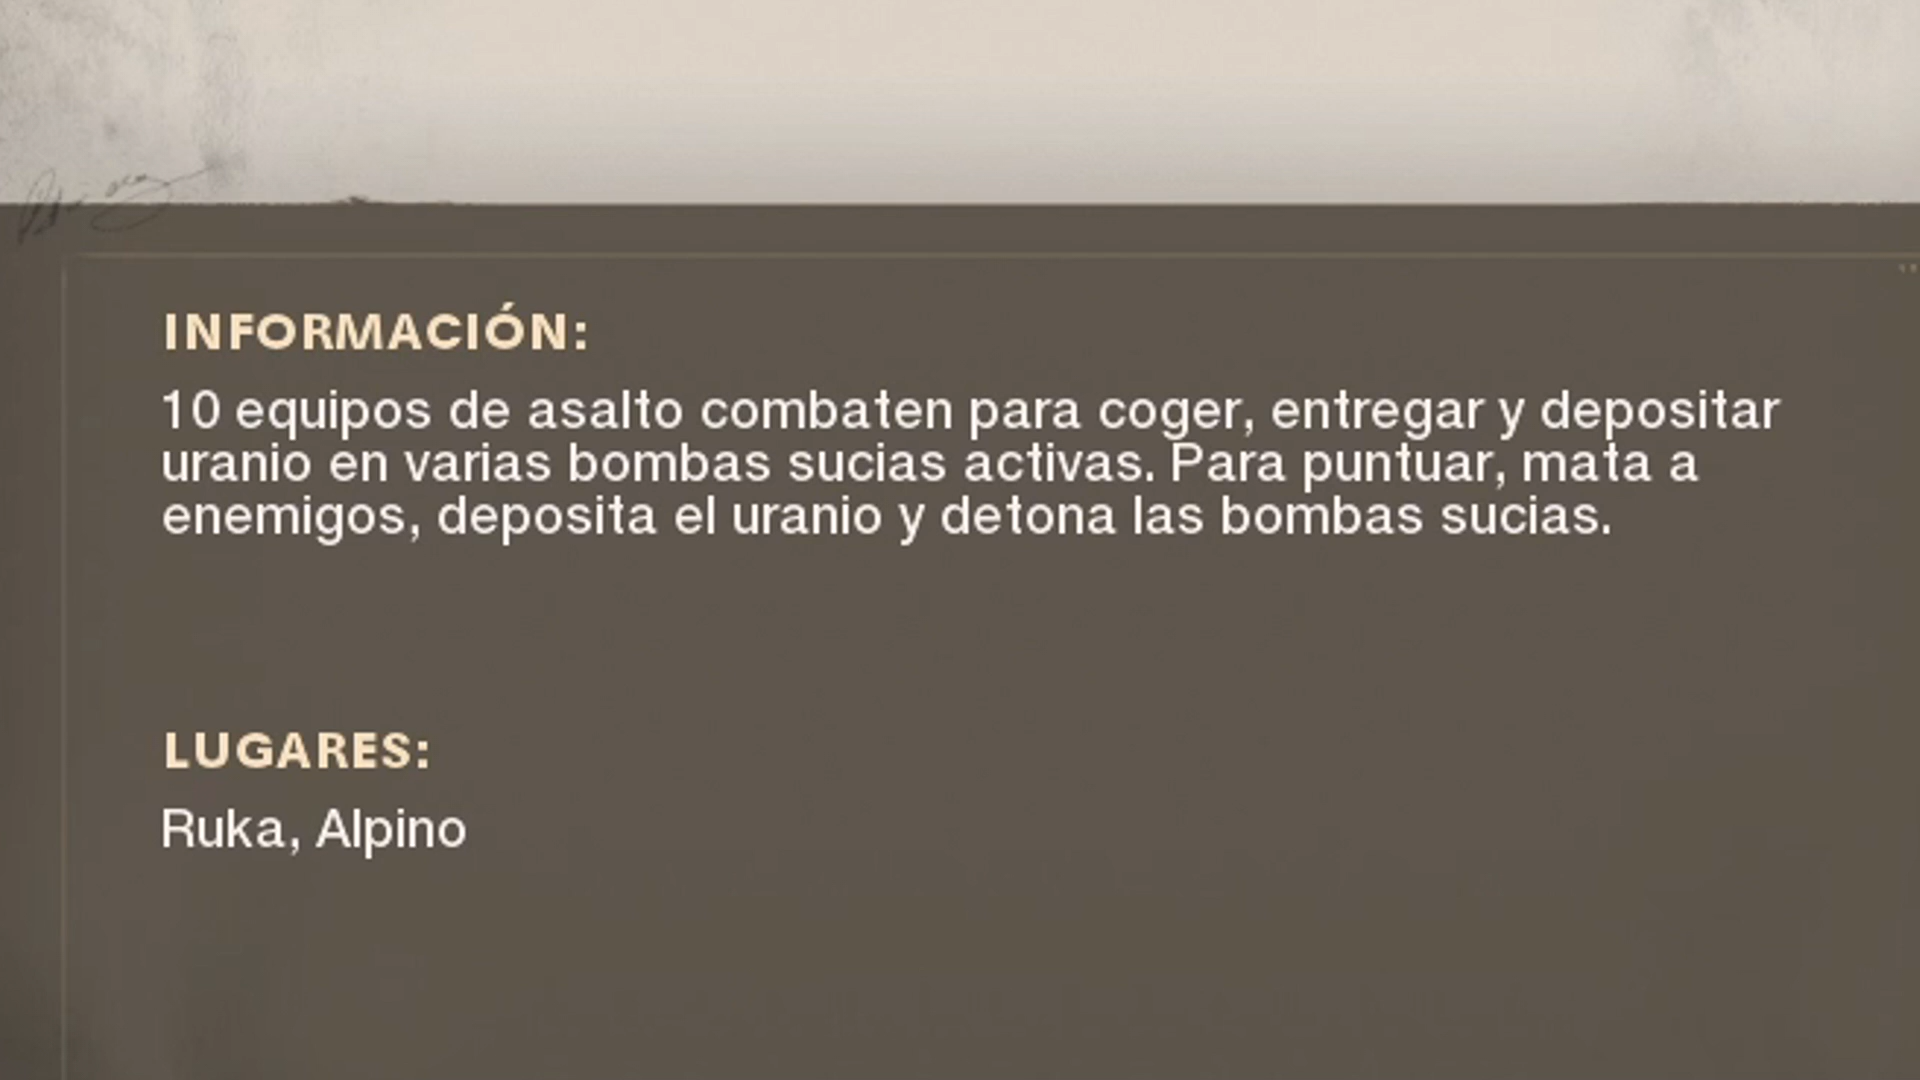 INFORMACIÓN:
10 equipos de asalto combaten para coger, entregar y depositar
uranio en varias bombas sucias activas. Para puntuar, mata a
enemigos, deposita el uranio y detona las bombas sucias.
LUGARES:
Ruka, Alpino